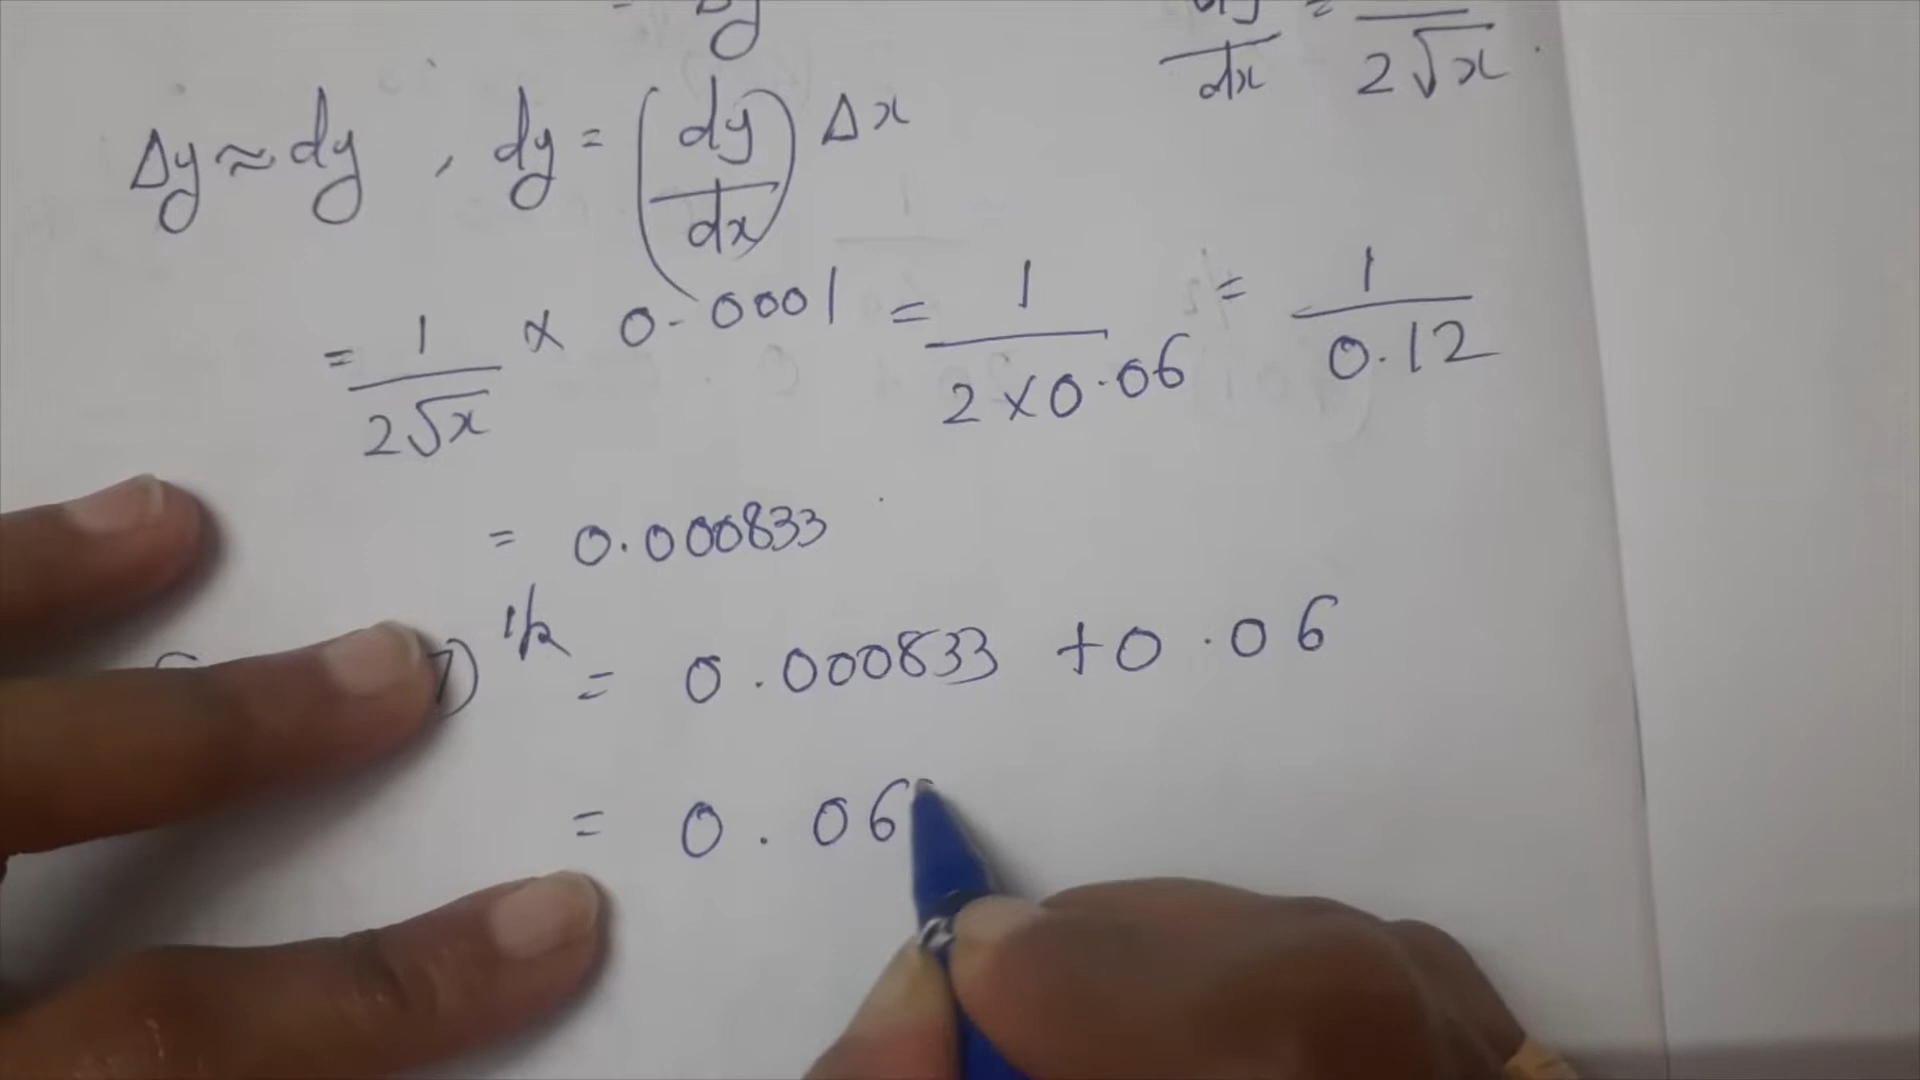 dy/dx = /2√x
Δy ≈ dy , dy = (dy/dx) Δx
= 1/2√x × 0.0001 = 1/2×0.06 = 1/0.12
= 0.000833
7)^1/2 = 0.000833 + 0.06
= 0.06